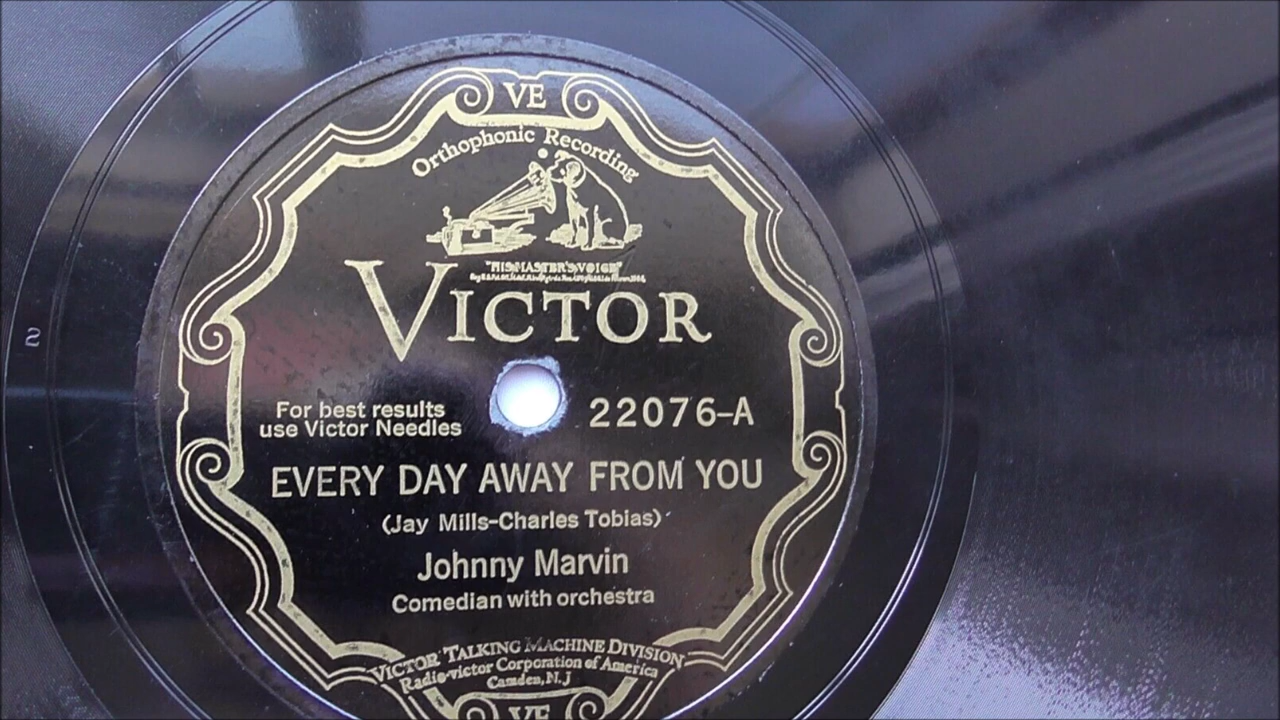 VE
Orthophonic Recording
"HIS MASTER'S VOICE"
VICTOR
2
For best results
use Victor Needles
22076-A
EVERY DAY AWAY FROM YOU
(Jay Mills-Charles Tobias)
Johnny Marvin
Comedian with orchestra
VICTOR TALKING MACHINE DIVISION
Radio-victor Corporation of America
Camden, N.J
VE